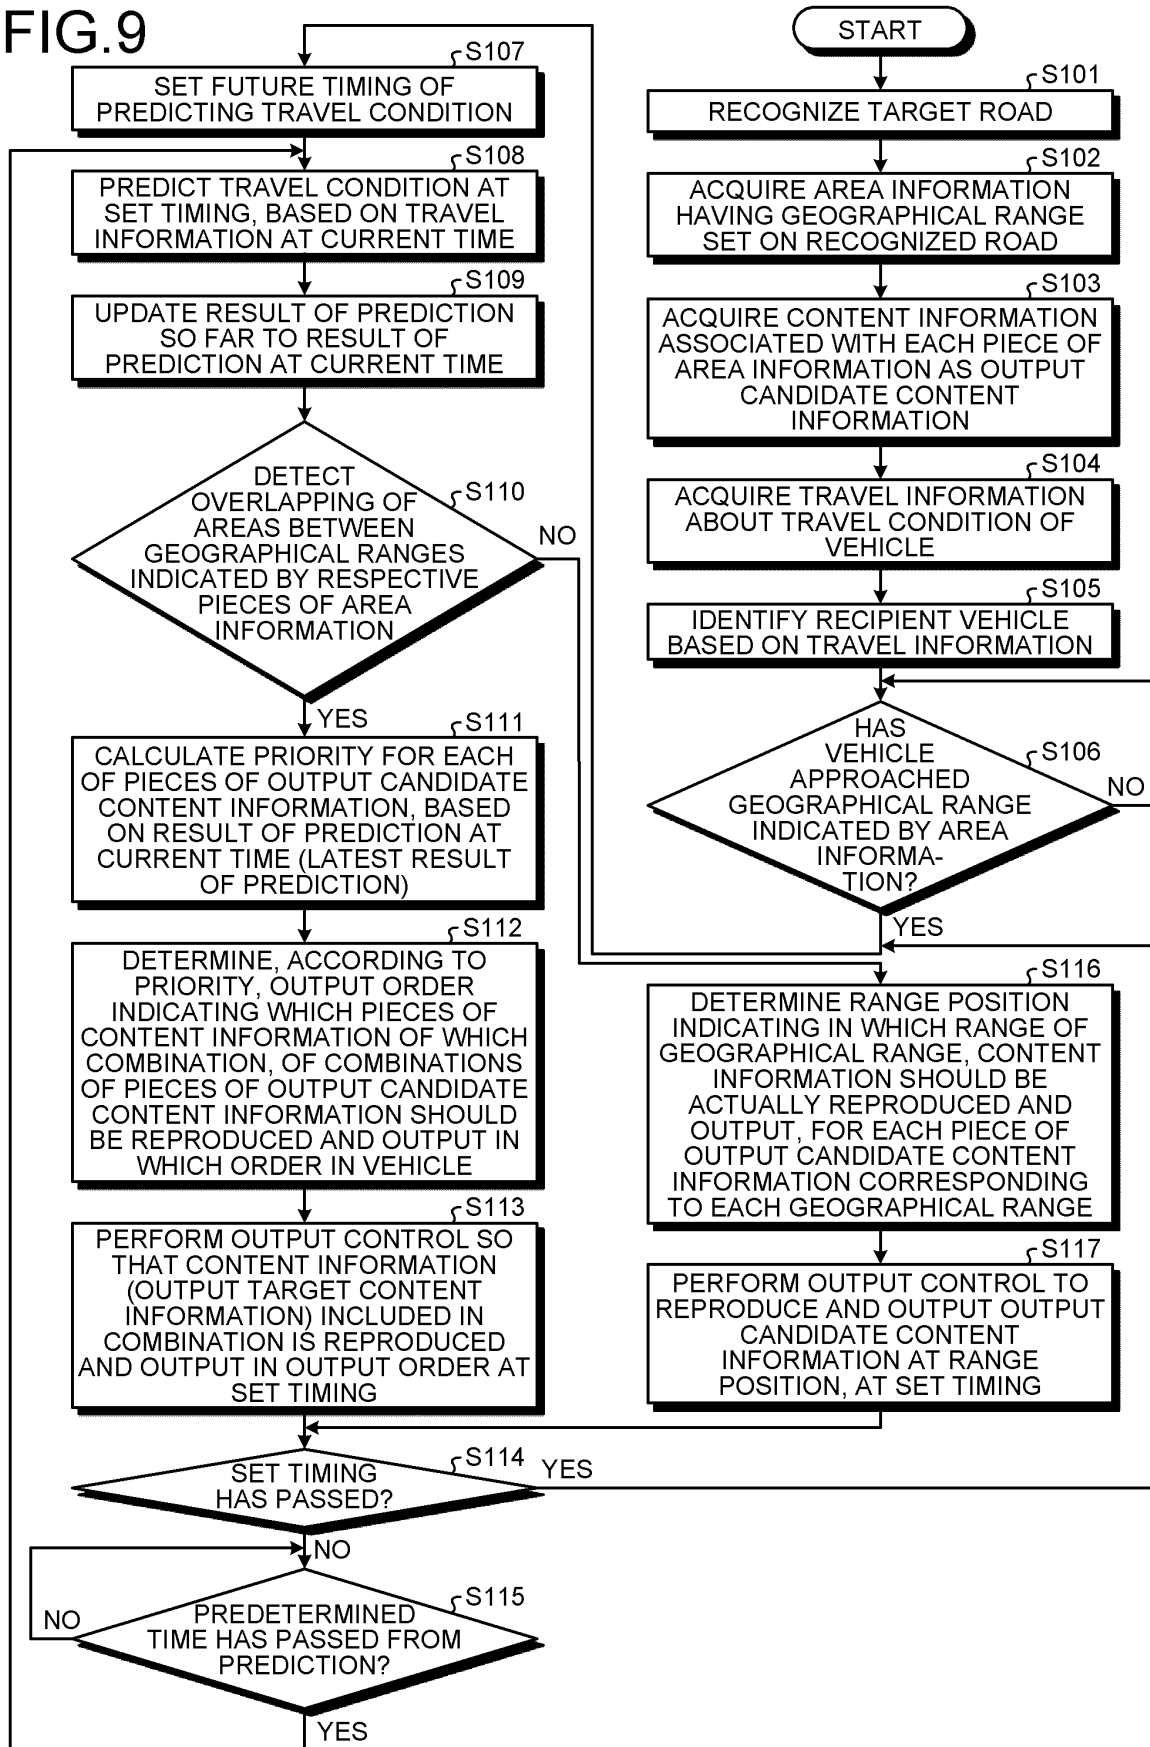 FIG.9
START
S101
RECOGNIZE TARGET ROAD
S102
ACQUIRE AREA INFORMATION
HAVING GEOGRAPHICAL RANGE
SET ON RECOGNIZED ROAD
S103
ACQUIRE CONTENT INFORMATION
ASSOCIATED WITH EACH PIECE OF
AREA INFORMATION AS OUTPUT
CANDIDATE CONTENT
INFORMATION
S104
ACQUIRE TRAVEL INFORMATION
ABOUT TRAVEL CONDITION OF
VEHICLE
S105
IDENTIFY RECIPIENT VEHICLE
BASED ON TRAVEL INFORMATION
S106
HAS
VEHICLE
APPROACHED
GEOGRAPHICAL RANGE
INDICATED BY AREA
INFORMA-
TION?
NO
YES
S107
SET FUTURE TIMING OF
PREDICTING TRAVEL CONDITION
S108
PREDICT TRAVEL CONDITION AT
SET TIMING, BASED ON TRAVEL
INFORMATION AT CURRENT TIME
S109
UPDATE RESULT OF PREDICTION
SO FAR TO RESULT OF
PREDICTION AT CURRENT TIME
S110
DETECT
OVERLAPPING OF
AREAS BETWEEN
GEOGRAPHICAL RANGES
INDICATED BY RESPECTIVE
PIECES OF AREA
INFORMATION
NO
YES
S111
CALCULATE PRIORITY FOR EACH
OF PIECES OF OUTPUT CANDIDATE
CONTENT INFORMATION, BASED
ON RESULT OF PREDICTION AT
CURRENT TIME (LATEST RESULT
OF PREDICTION)
S112
DETERMINE, ACCORDING TO
PRIORITY, OUTPUT ORDER
INDICATING WHICH PIECES OF
CONTENT INFORMATION OF WHICH
COMBINATION, OF COMBINATIONS
OF PIECES OF OUTPUT CANDIDATE
CONTENT INFORMATION SHOULD
BE REPRODUCED AND OUTPUT IN
WHICH ORDER IN VEHICLE
S113
PERFORM OUTPUT CONTROL SO
THAT CONTENT INFORMATION
(OUTPUT TARGET CONTENT
INFORMATION) INCLUDED IN
COMBINATION IS REPRODUCED
AND OUTPUT IN OUTPUT ORDER AT
SET TIMING
S114
SET TIMING
HAS PASSED?
YES
NO
S115
PREDETERMINED
TIME HAS PASSED FROM
PREDICTION?
NO
YES
S116
DETERMINE RANGE POSITION
INDICATING IN WHICH RANGE OF
GEOGRAPHICAL RANGE, CONTENT
INFORMATION SHOULD BE
ACTUALLY REPRODUCED AND
OUTPUT, FOR EACH PIECE OF
OUTPUT CANDIDATE CONTENT
INFORMATION CORRESPONDING
TO EACH GEOGRAPHICAL RANGE
S117
PERFORM OUTPUT CONTROL TO
REPRODUCE AND OUTPUT OUTPUT
CANDIDATE CONTENT
INFORMATION AT RANGE
POSITION, AT SET TIMING